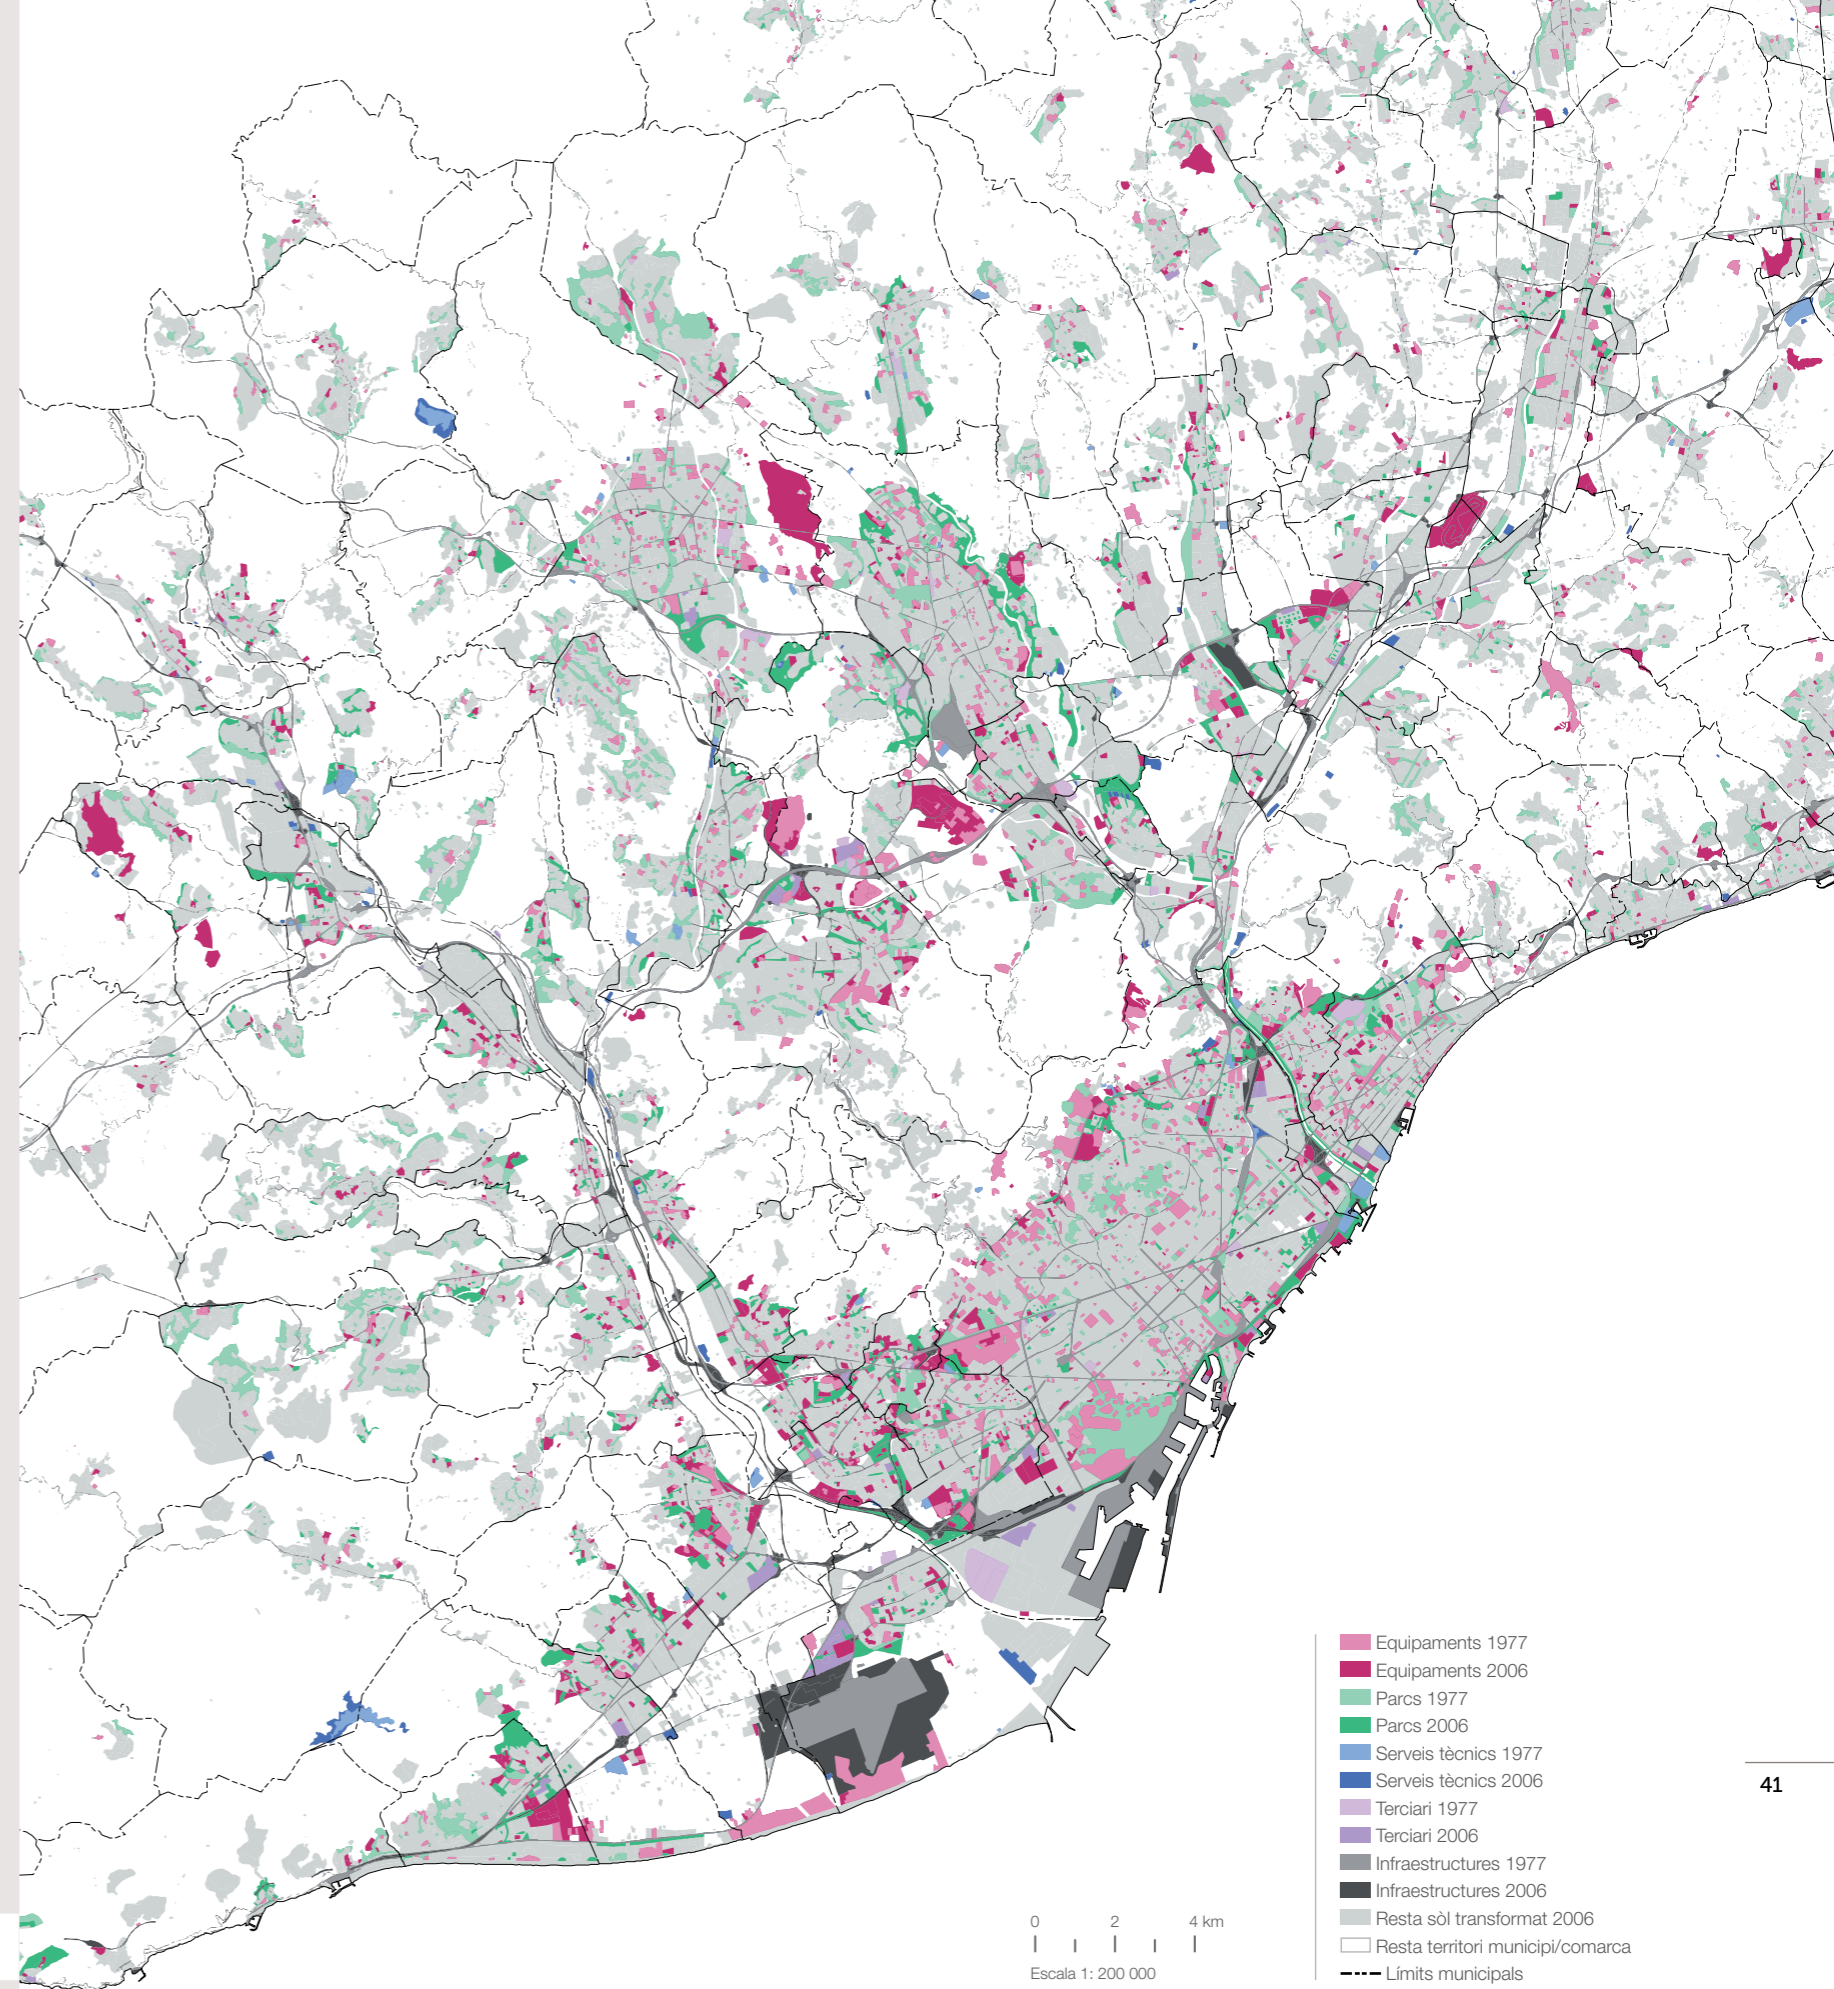 Equipaments 1977
Equipaments 2006
Parcs 1977
Parcs 2006
Serveis tècnics 1977
Serveis tècnics 2006
Terciari 1977
Terciari 2006
Infraestructures 1977
Infraestructures 2006
Resta sòl transformat 2006
Resta territori municipi/comarca
Límits municipals
41
0 2 4 km
Escala 1: 200 000